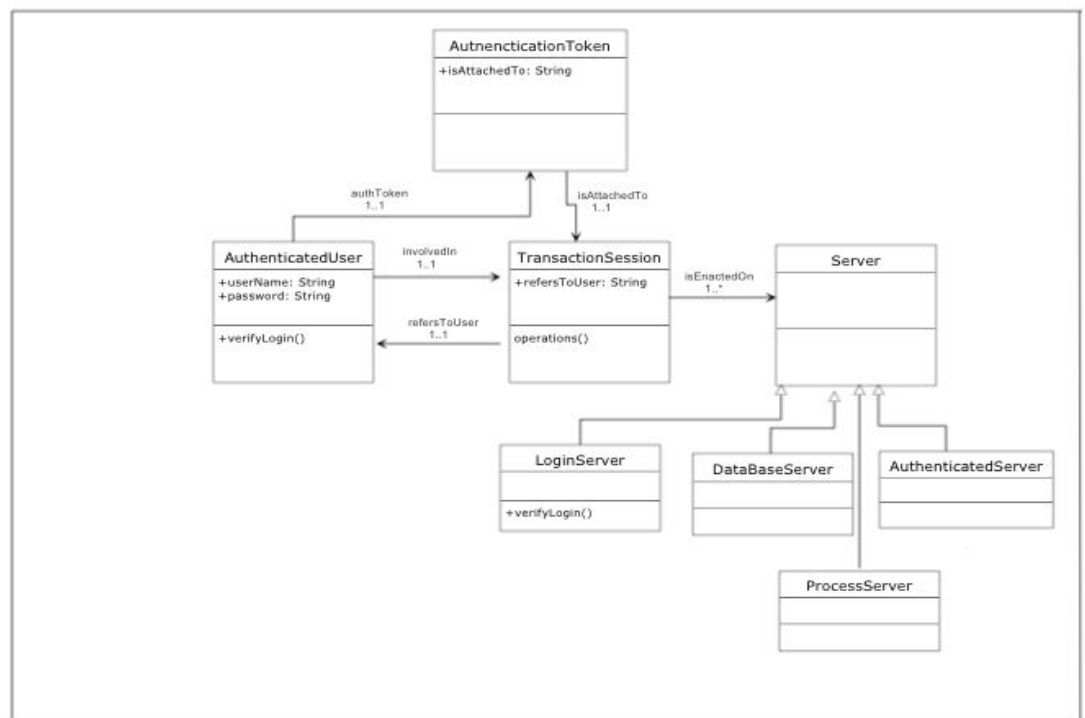 AutnencticationToken
+isAttachedTo: String
authToken
1..1
isAttachedTo
1..1
AuthenticatedUser
+userName: String
+password: String
+verifyLogin()
involvedIn
1..1
refersToUser
1..1
TransactionSession
+refersToUser: String
operations()
isEnactedOn
1..*
Server
LoginServer
+verifyLogin()
DataBaseServer
AuthenticatedServer
ProcessServer